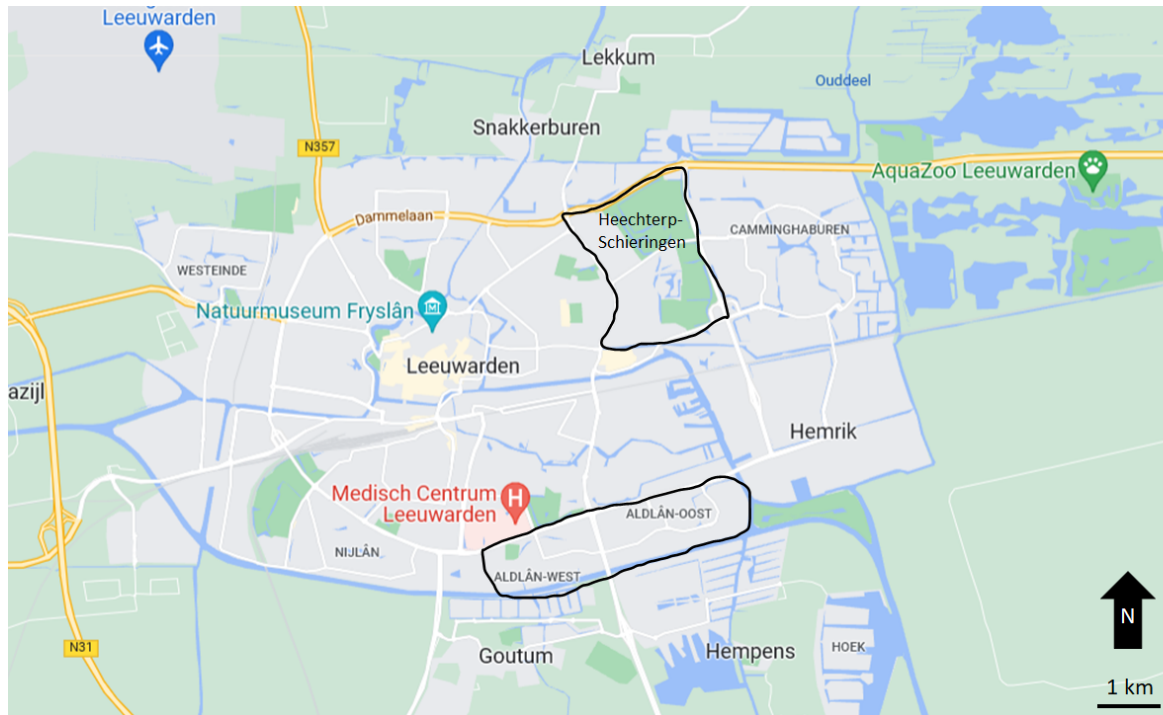 Leeuwarden
Lekkum
Ouddeel
Snakkerburen
N357
AquaZoo Leeuwarden
Dammelaan
Heechterp-
Schieringen
CAMMINGHABUREN
WESTEINDE
Natuurmuseum Fryslân
Leeuwarden
azijl
Hemrik
Medisch Centrum
Leeuwarden
H
ALDLÂN-OOST
NIJLÂN
ALDLÂN-WEST
N
N31
Goutum
Hempens
HOEK
1 km